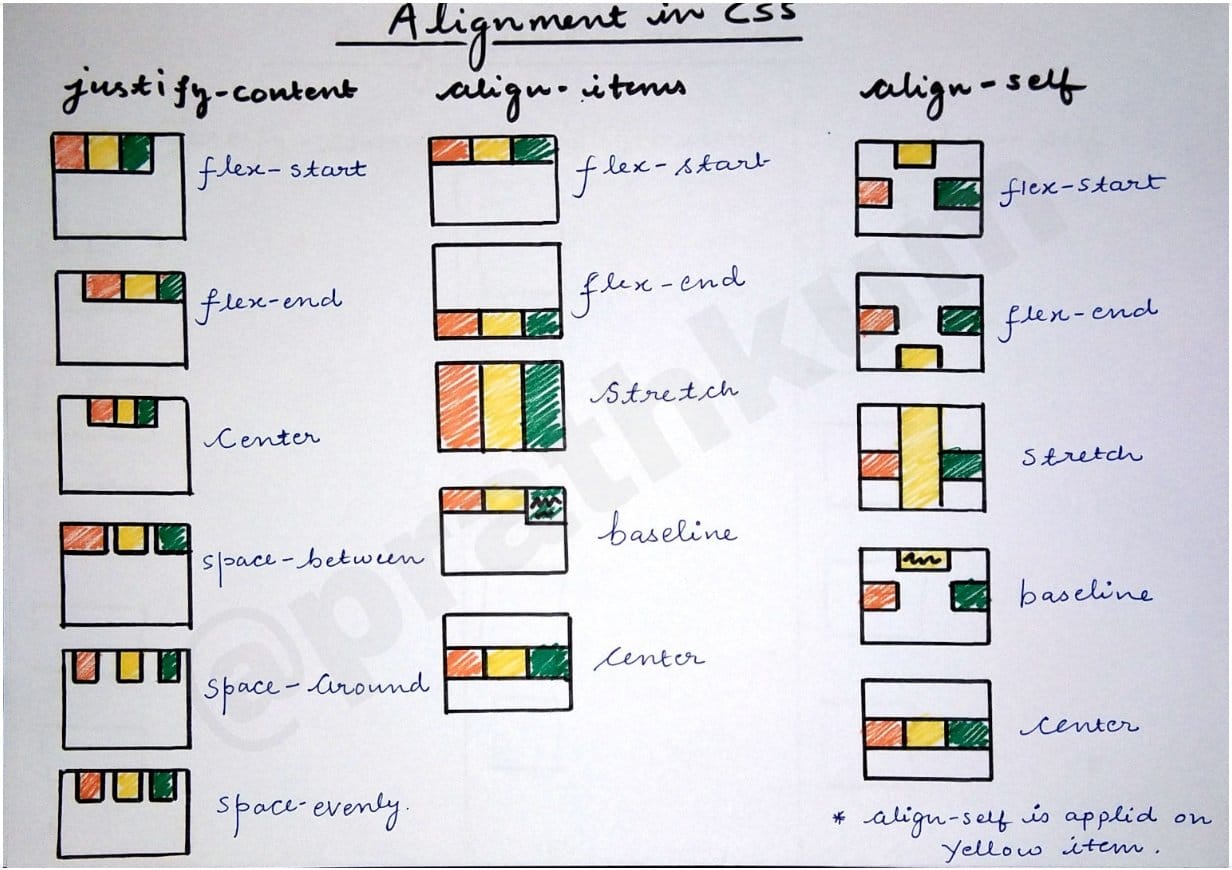 Alignment in CSS
justify-content
flex-start
flex-end
Center
space-between
space-Around
space-evenly.
align-items
flex-start
flex-end
Stretch
baseline
Center
align-self
flex-start
flex-end
Stretch
baseline
Center
* align-self is applid on
Yellow item.
@prathkum